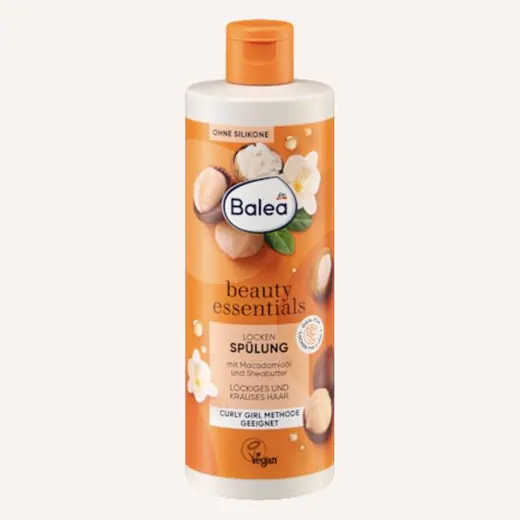 OHNE SILIKONE
dm
Balea
beauty
essentials
LOCKEN
SPÜLUNG
mit Macadamiaöl
und Sheabutter
LOCKIGES UND
KRAUSES HAAR
CURLY GIRL METHODE
GEEIGNET
vegan